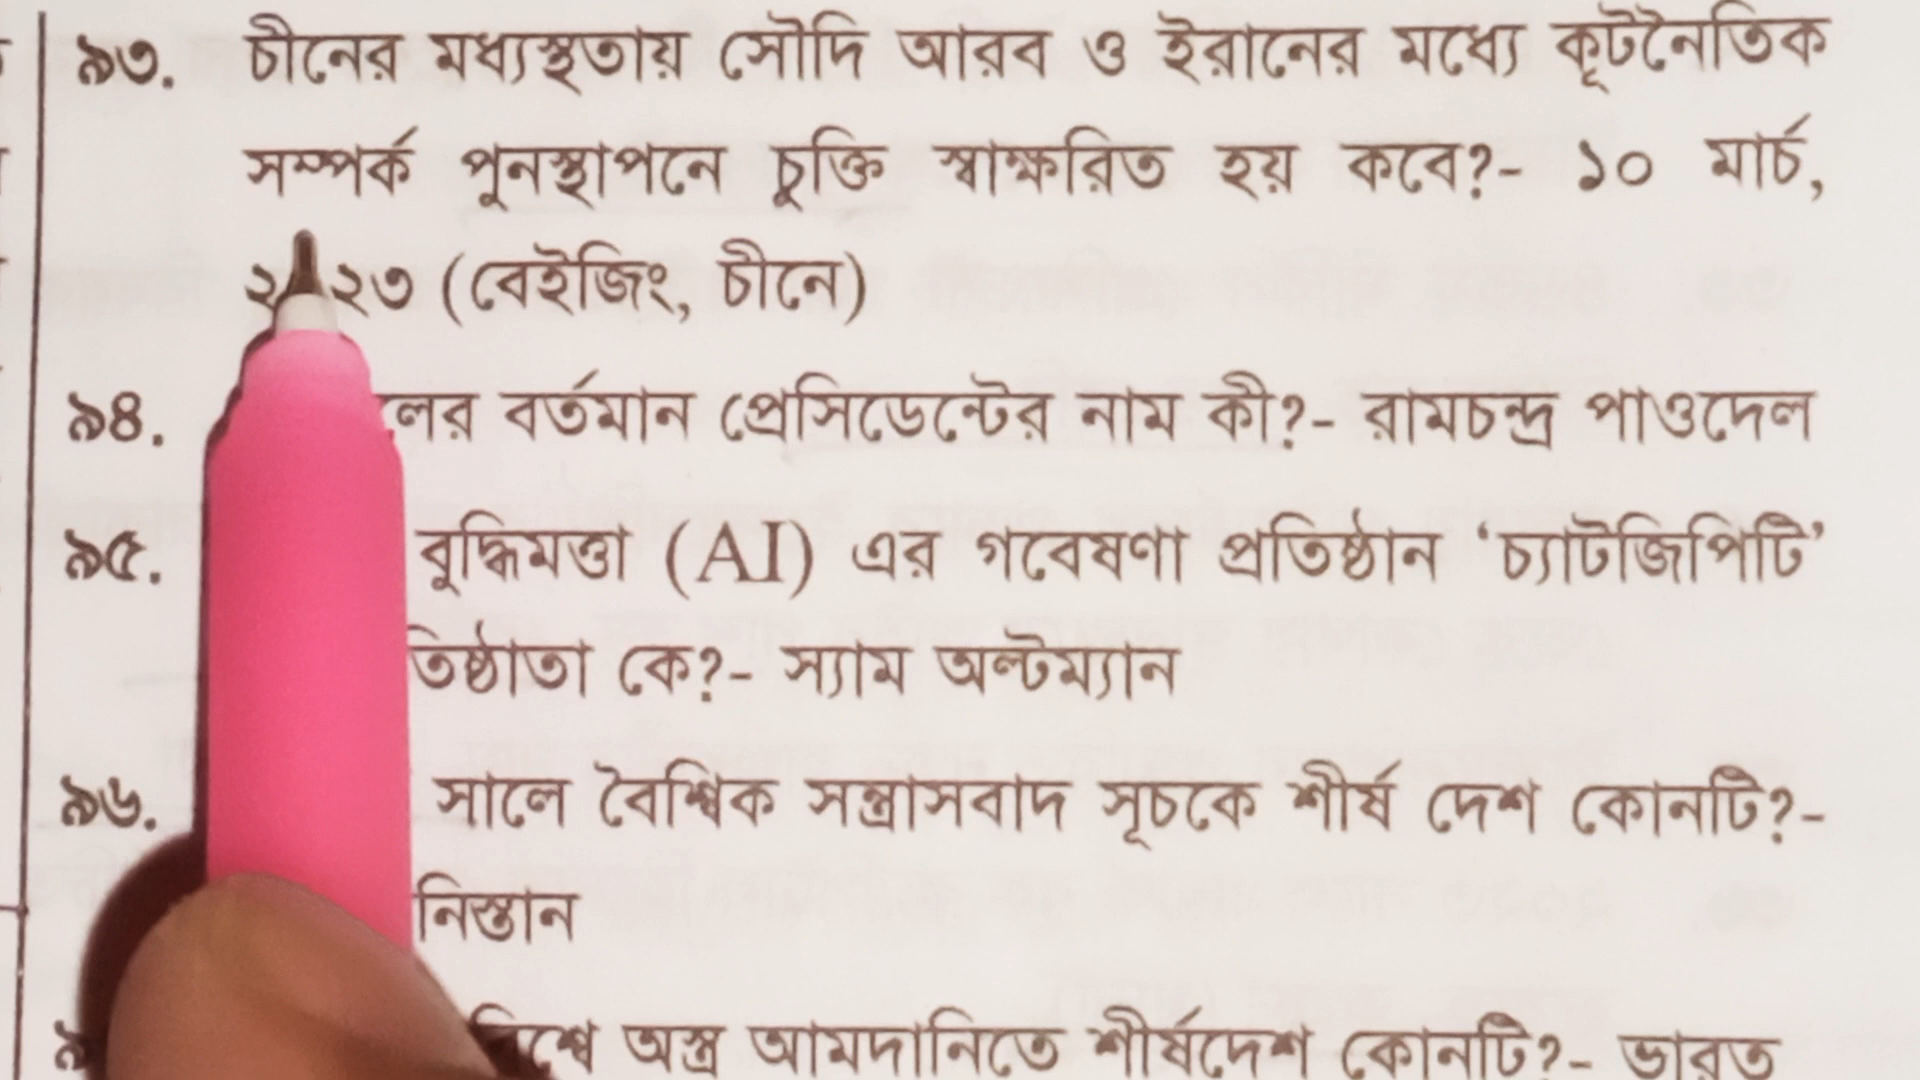 ৯৩. চীনের মধ্যস্থতায় সৌদি আরব ও ইরানের মধ্যে কূটনৈতিক
সম্পর্ক পুনস্থাপনে চুক্তি স্বাক্ষরিত হয় কবে?- ১০ মার্চ,
(বেইজিং, চীনে)
৯৪. বর্তমান প্রেসিডেন্টের নাম কী?- রামচন্দ্র পাওদেল
৯৫. বুদ্ধিমত্তা (AI) এর গবেষণা প্রতিষ্ঠান ‘চ্যাটজিপিটি’
কে?- স্যাম অল্টম্যান
৯৬. সালে বৈশ্বিক সন্ত্রাসবাদ সূচকে শীর্ষ দেশ কোনটি?-
অস্ত্র আমদানিতে শীর্ষদেশ কোনটি?- ভারত